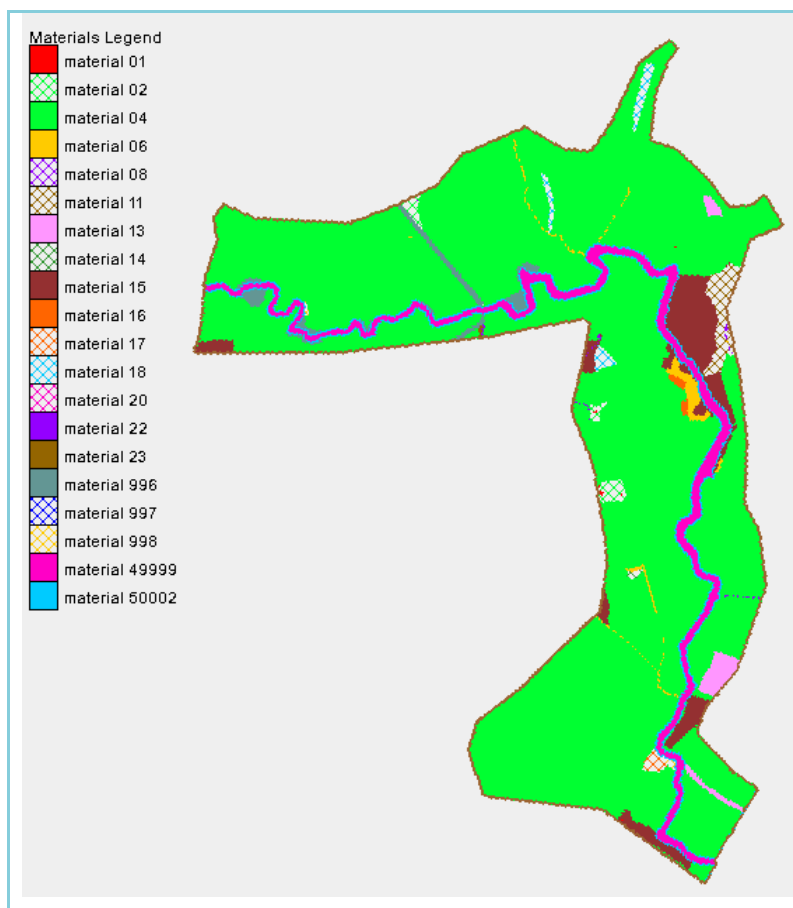 Materials Legend
material 01
material 02
material 04
material 06
material 08
material 11
material 13
material 14
material 15
material 16
material 17
material 18
material 20
material 22
material 23
material 996
material 997
material 998
material 49999
material 50002